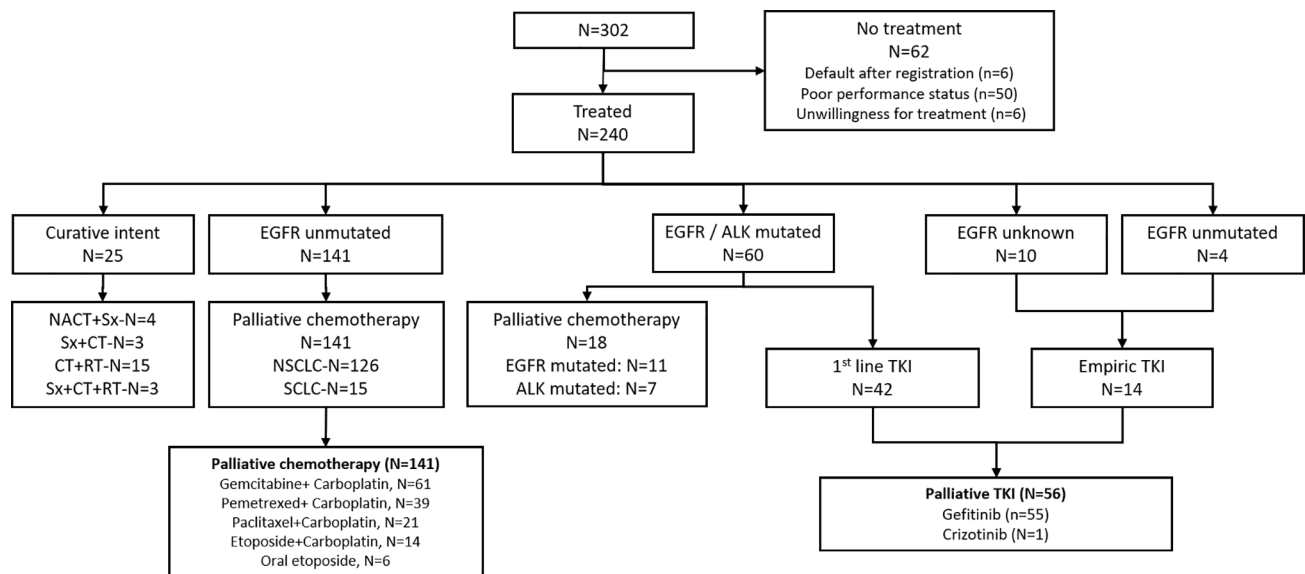 N=302
No treatment
N=62
Default after registration (n=6)
Poor performance status (n=50)
Unwillingness for treatment (n=6)
Treated
N=240
Curative intent
N=25
EGFR unmutated
N=141
EGFR / ALK mutated
N=60
EGFR unknown
N=10
EGFR unmutated
N=4
NACT+Sx-N=4
Sx+CT-N=3
CT+RT-N=15
Sx+CT+RT-N=3
Palliative chemotherapy
N=141
NSCLC-N=126
SCLC-N=15
Palliative chemotherapy
N=18
EGFR mutated: N=11
ALK mutated: N=7
1st line TKI
N=42
Empiric TKI
N=14
Palliative chemotherapy (N=141)
Gemcitabine+ Carboplatin, N=61
Pemetrexed+ Carboplatin, N=39
Paclitaxel+Carboplatin, N=21
Etoposide+Carboplatin, N=14
Oral etoposide, N=6
Palliative TKI (N=56)
Gefitinib (n=55)
Crizotinib (N=1)